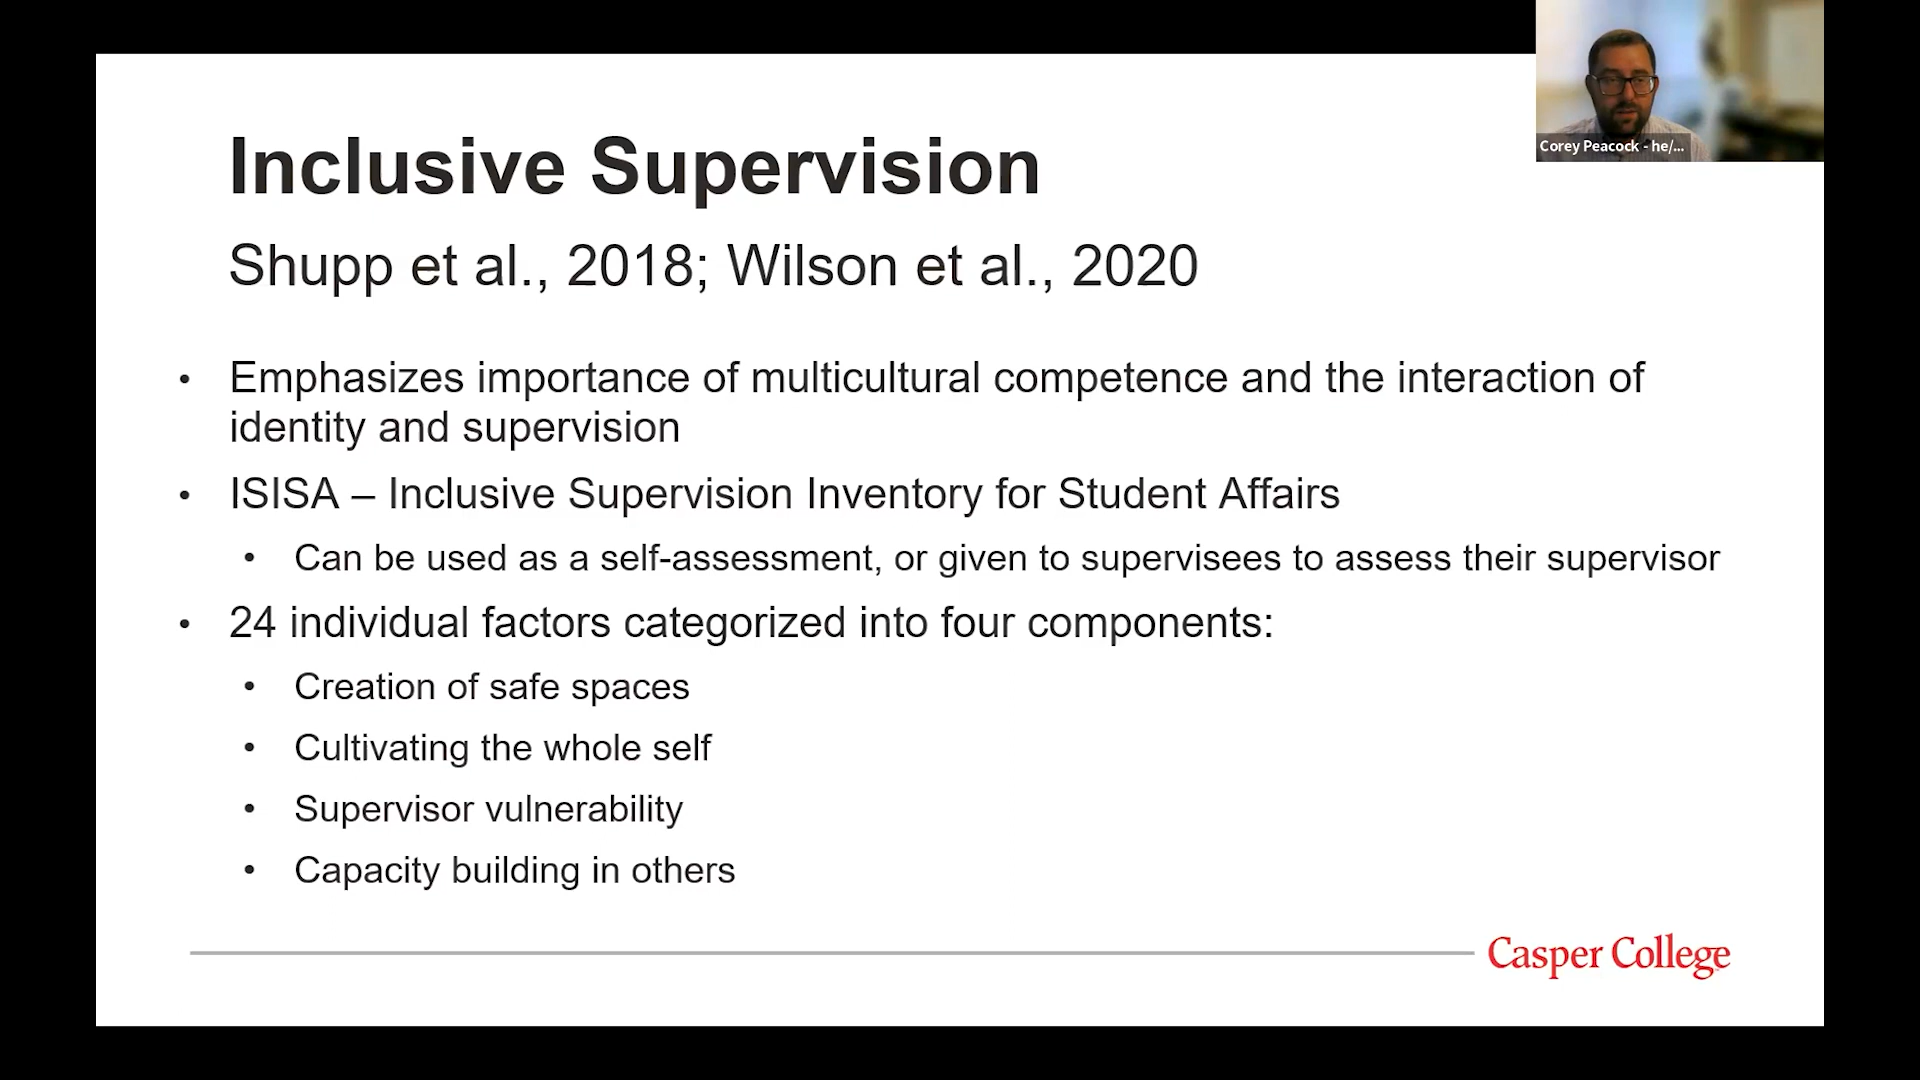 Corey Peacock - he/...
Inclusive Supervision
Shupp et al., 2018; Wilson et al., 2020
• Emphasizes importance of multicultural competence and the interaction of
identity and supervision
• ISISA – Inclusive Supervision Inventory for Student Affairs
• Can be used as a self-assessment, or given to supervisees to assess their supervisor
• 24 individual factors categorized into four components:
• Creation of safe spaces
• Cultivating the whole self
• Supervisor vulnerability
• Capacity building in others
Casper College